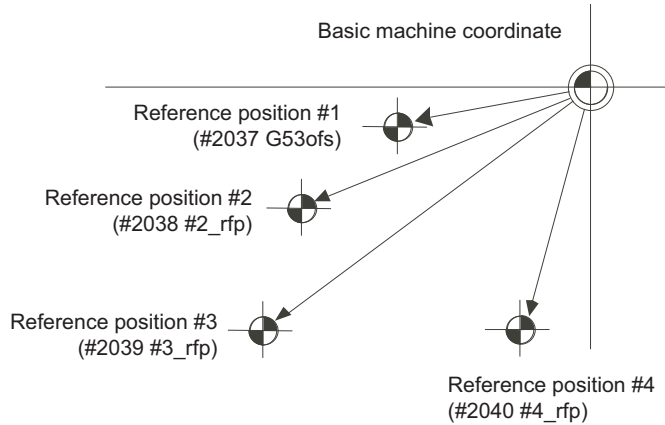 Basic machine coordinate
Reference position #1
(#2037 G53ofs)
Reference position #2
(#2038 #2_rfp)
Reference position #3
(#2039 #3_rfp)
Reference position #4
(#2040 #4_rfp)